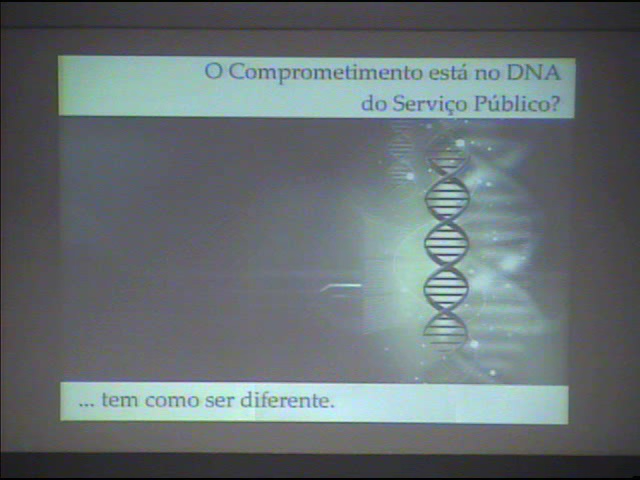 O Comprometimento está no DNA
do Serviço Público?
... tem como ser diferente.